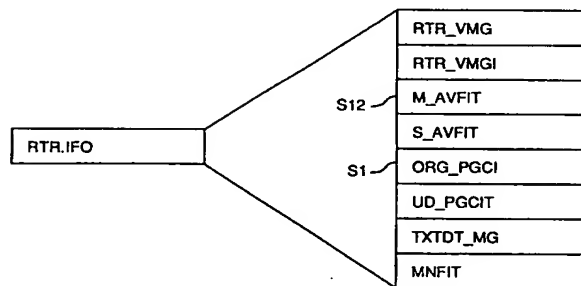 RTR_VMG
RTR_VMGI
S12
M_AVFIT
S_AVFIT
RTR.IFO
S1
ORG_PGCI
UD_PGCIT
TXTDT_MG
MNFIT